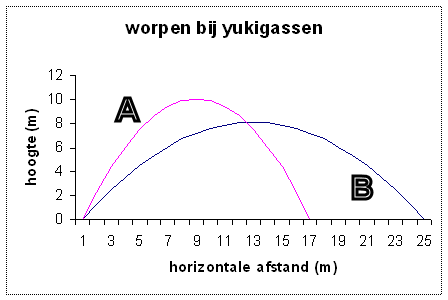 worpen bij yukigassen
hoogte (m)
12
10
8
6
4
2
0
A
B
1 3 5 7 9 11 13 15 17 19 21 23 25
horizontale afstand (m)